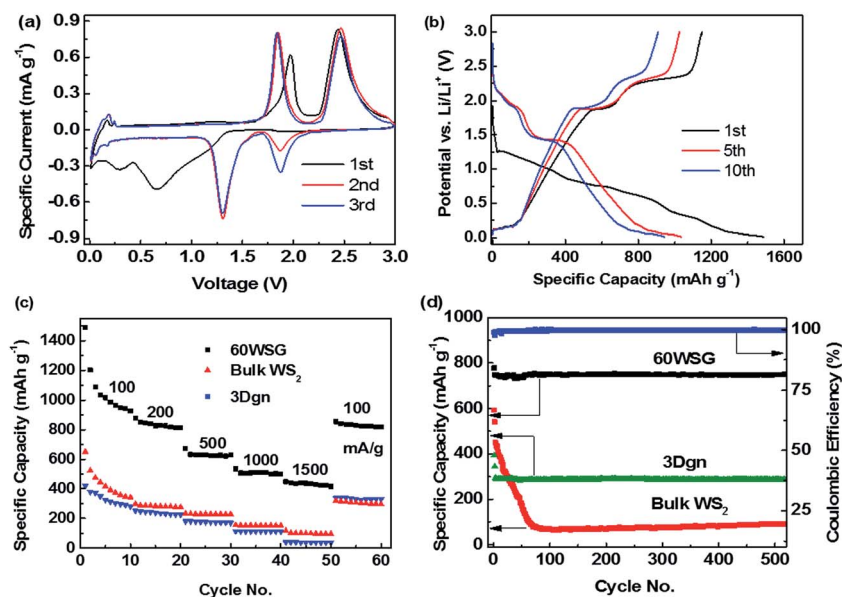 (a)
Specific Current (mA g⁻¹)
0.9
0.6
0.3
0.0
-0.3
-0.6
-0.9
1st
2nd
3rd
0.0 0.5 1.0 1.5 2.0 2.5 3.0
Voltage (V)
(b)
Potential vs. Li/Li⁺ (V)
3.0
2.5
2.0
1.5
1.0
0.5
0.0
1st
5th
10th
0 400 800 1200 1600
Specific Capacity (mAh g⁻¹)
(c)
Specific Capacity (mAh g⁻¹)
1400
1200
1000
800
600
400
200
0
60WSG
Bulk WS₂
3Dgn
100
200
500
1000
1500
100
mA/g
0 10 20 30 40 50 60
Cycle No.
(d)
Specific Capacity (mAh g⁻¹)
1000
900
800
700
600
500
400
300
200
100
0
60WSG
3Dgn
Bulk WS₂
100
75
50
25
Coulombic Efficiency (%)
0 100 200 300 400 500
Cycle No.